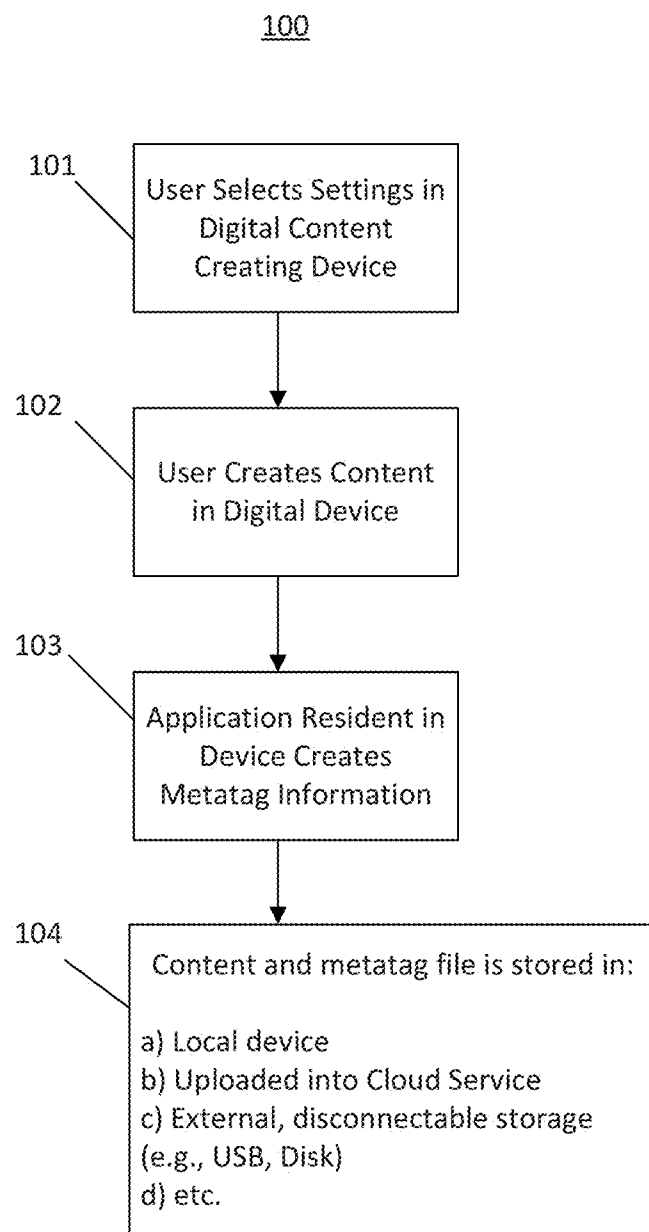 100
101
User Selects Settings in
Digital Content
Creating Device
102
User Creates Content
in Digital Device
103
Application Resident in
Device Creates
Metatag Information
104
Content and metatag file is stored in:
a) Local device
b) Uploaded into Cloud Service
c) External, disconnectable storage
(e.g., USB, Disk)
d) etc.